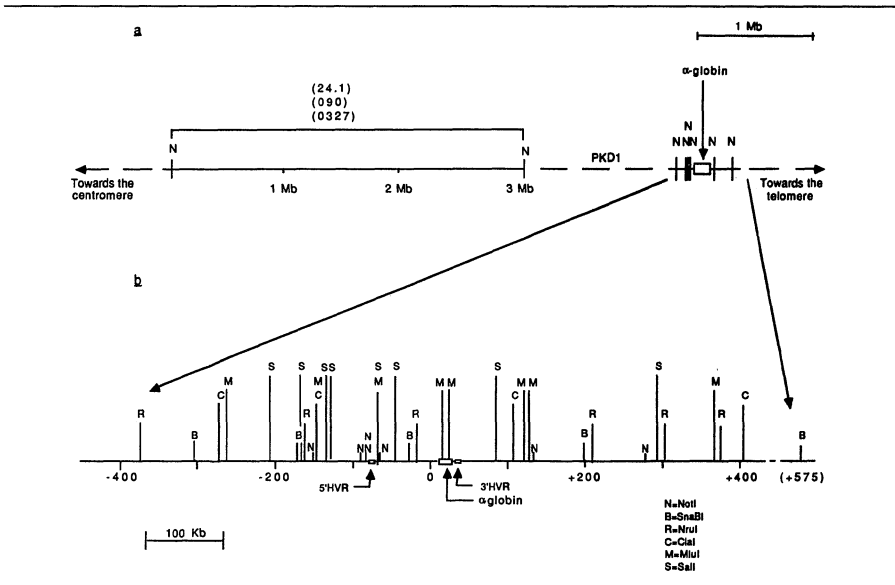 a
1 Mb
α-globin
(24.1)
(090)
(0327)
N
N NN N N
N N
PKD1
Towards the
centromere
1 Mb 2 Mb 3 Mb
Towards the
telomere
b
S S SS S S S S
M M M M M M M M M
C C C C
R R R R R R
B B B B B
N N N N N N N
-400 -200 0 +200 +400 (+575)
5'HVR 3'HVR
α-globin
100 Kb
N=NotI
B=SnaBI
R=NruI
C=ClaI
M=MluI
S=SalI